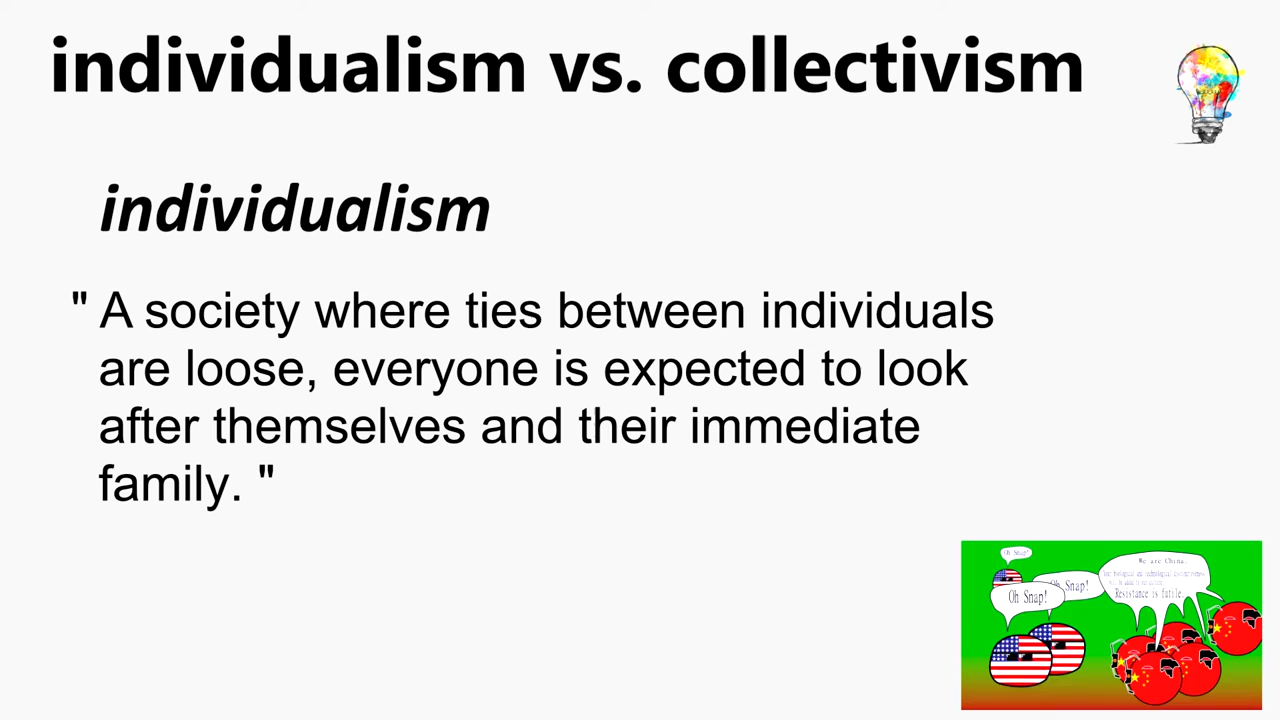 individualism vs. collectivism
individualism
" A society where ties between individuals
are loose, everyone is expected to look
after themselves and their immediate
family. "
Oh Snap!
Oh Snap!
Oh Snap!
We are China.
Resistance is futile.